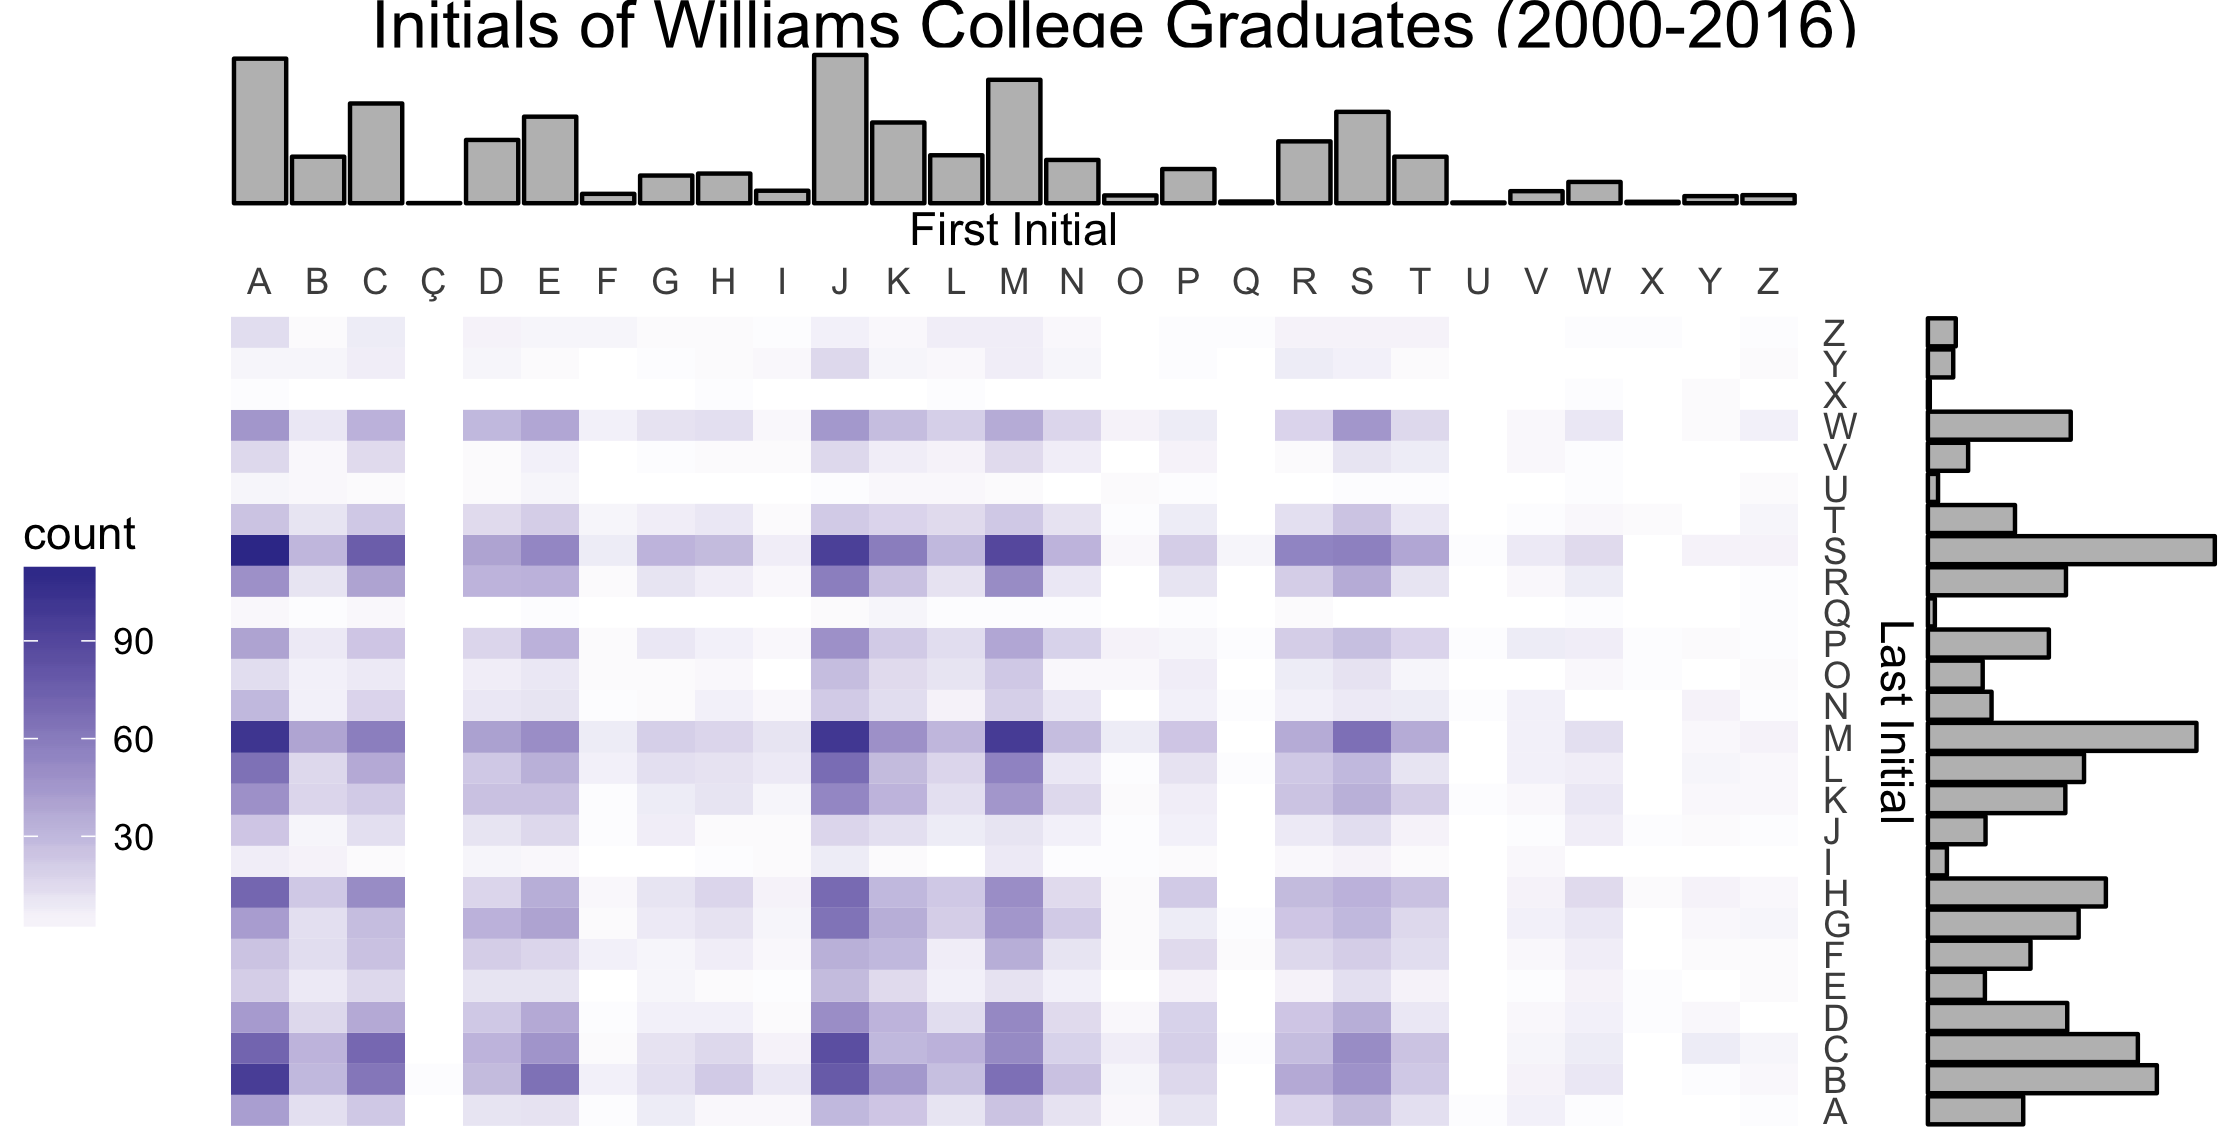 Initials of Williams College Graduates (2000-2016)
First Initial
A B C Ç D E F G H I J K L M N O P Q R S T U V W X Y Z
Z
Y
X
W
V
U
T
S
R
Q
P
O
N
M
L
K
J
I
H
G
F
E
D
C
B
A
Last Initial
count
90
60
30